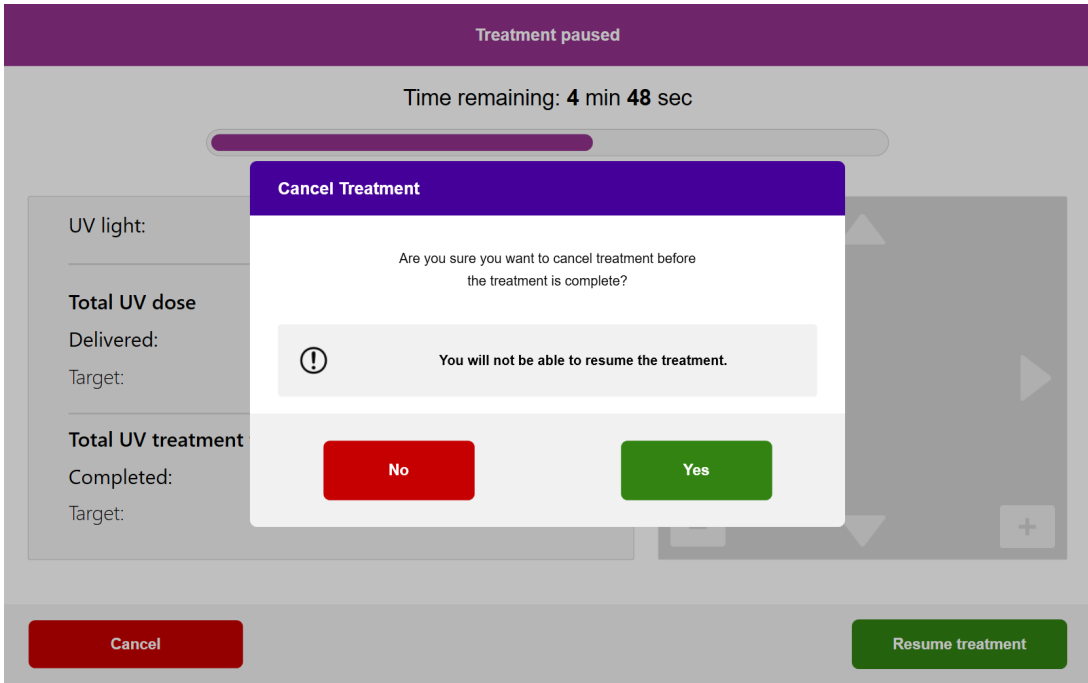 Treatment paused
Time remaining: 4 min 48 sec
Cancel Treatment
Are you sure you want to cancel treatment before
the treatment is complete?
You will not be able to resume the treatment.
No
Yes
UV light:
Total UV dose
Delivered:
Target:
Total UV treatment
Completed:
Target:
Cancel
Resume treatment